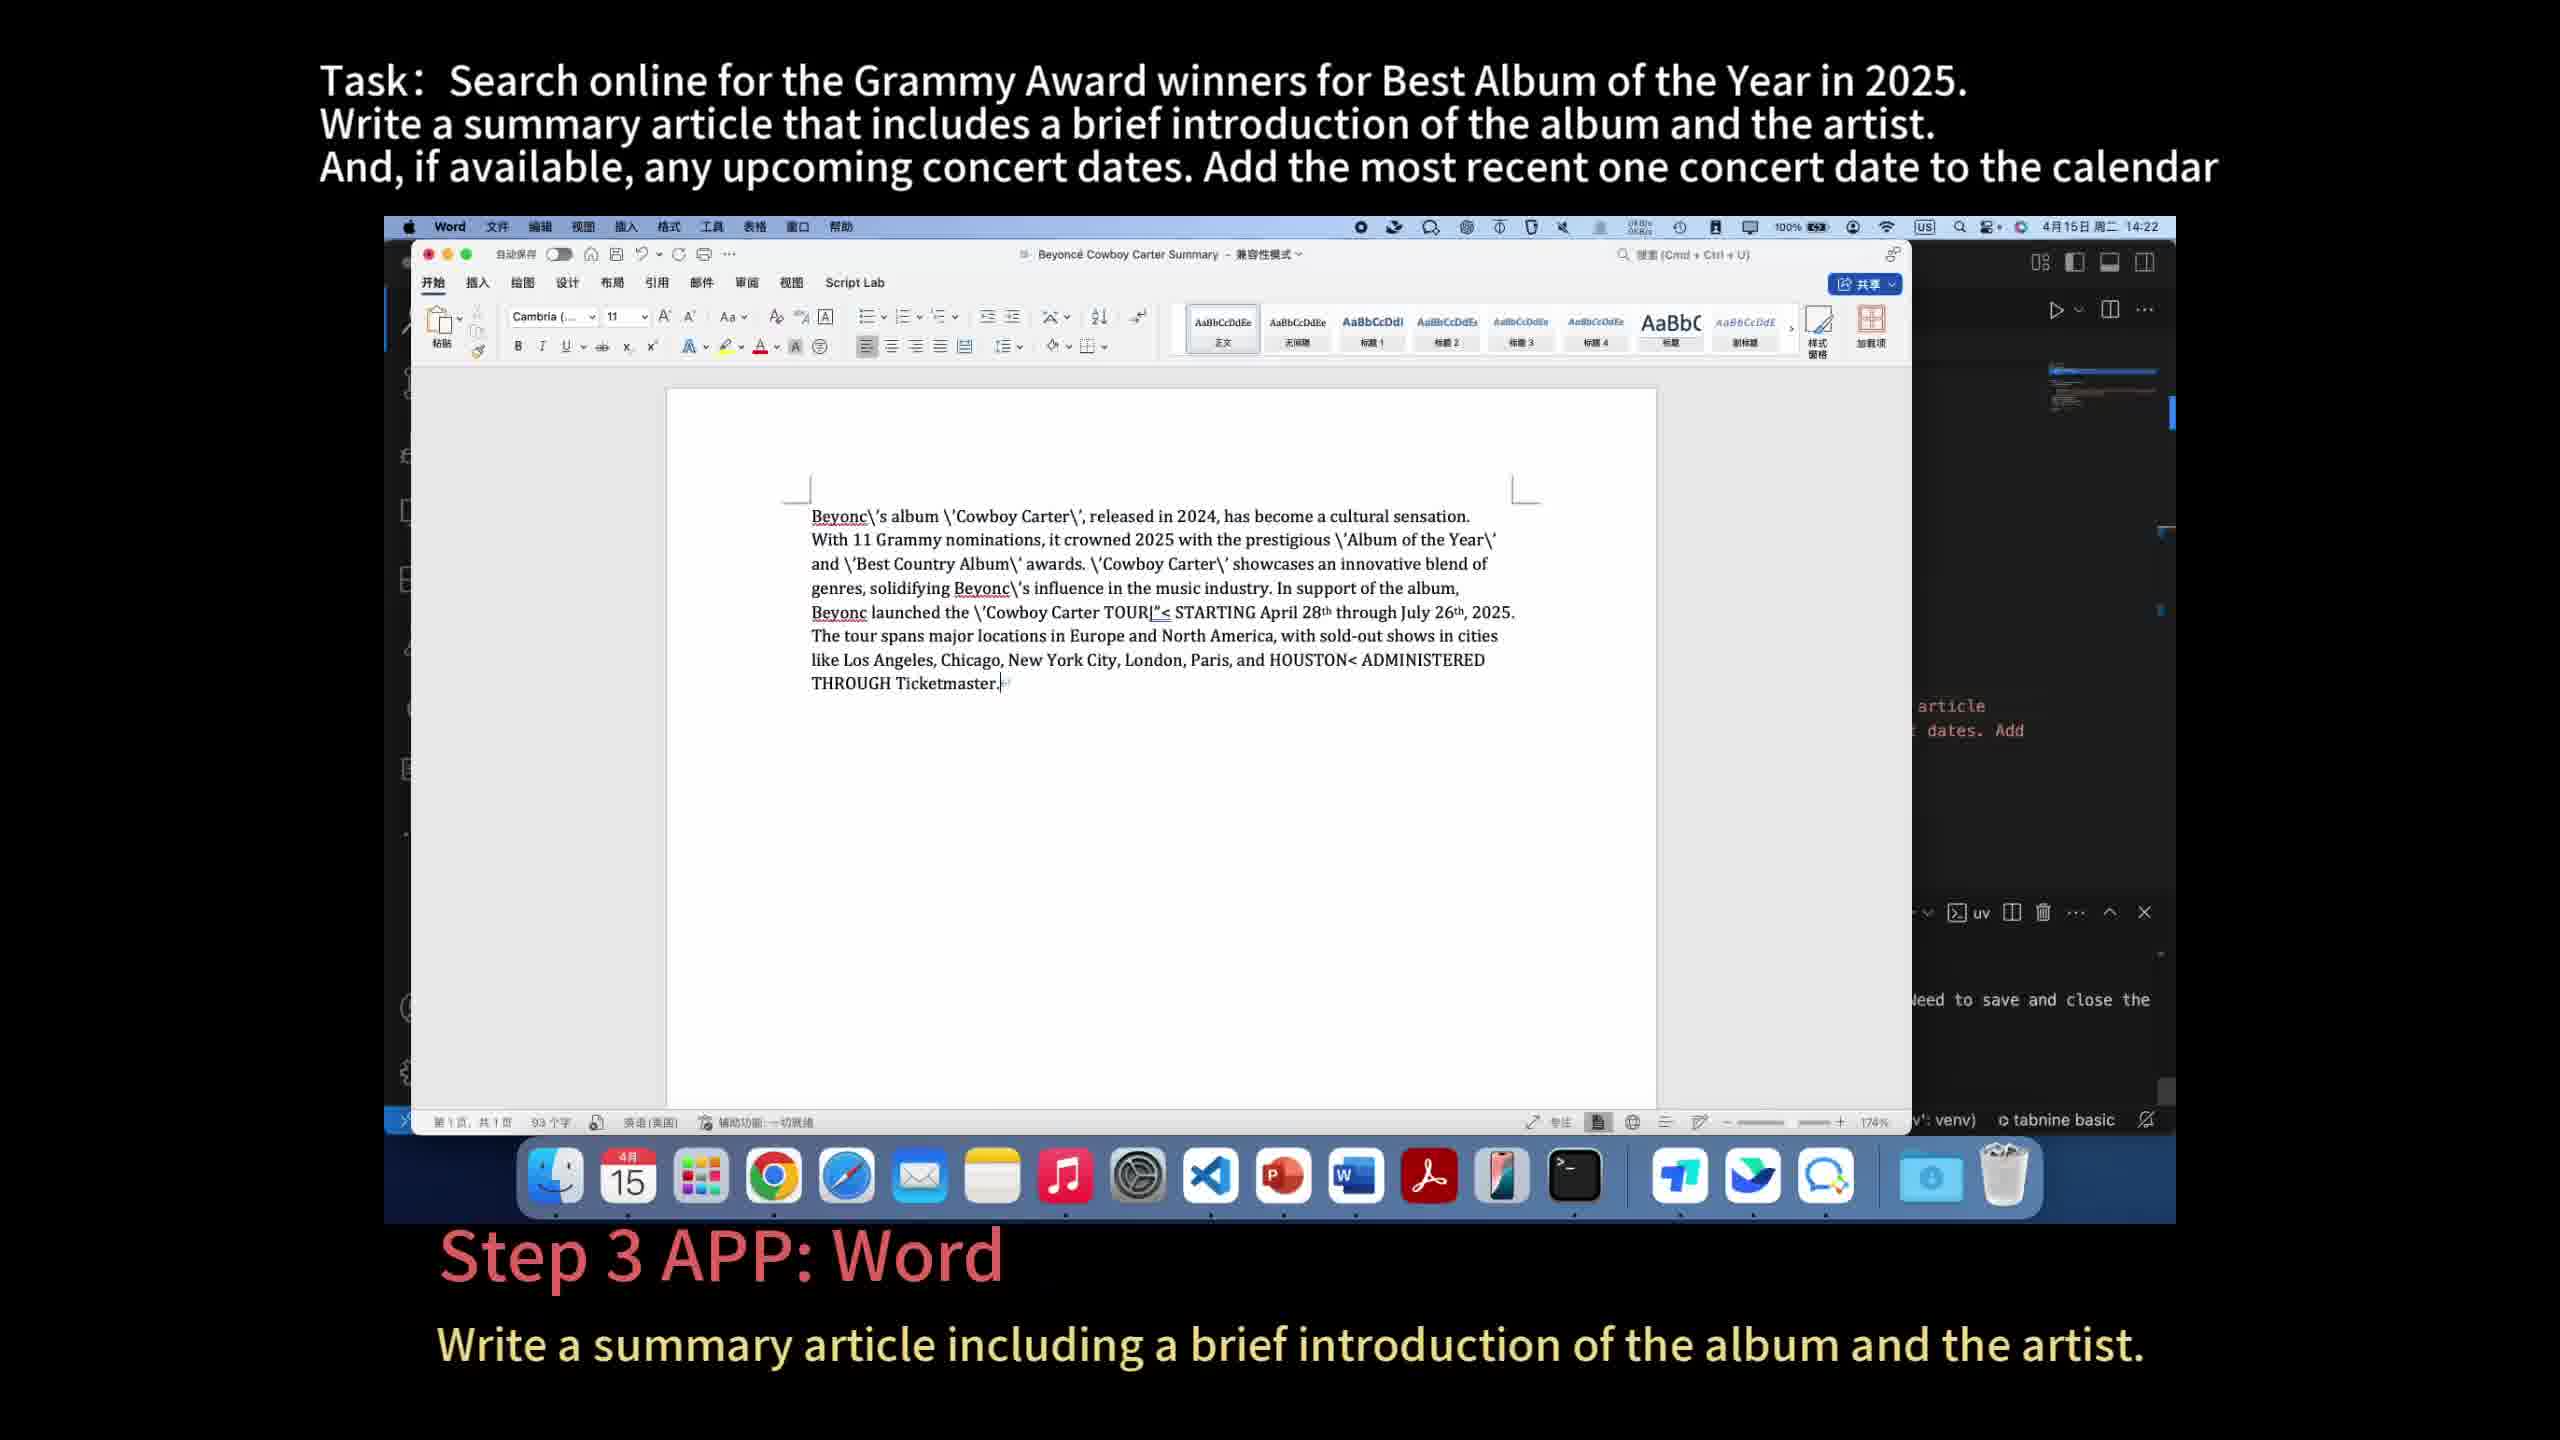 Task：Search online for the Grammy Award winners for Best Album of the Year in 2025.
Write a summary article that includes a brief introduction of the album and the artist.
And, if available, any upcoming concert dates. Add the most recent one concert date to the calendar
Word 文件 编辑 视图 插入 格式 工具 表格 窗口 帮助
100% US 4月15日 周二 14:22
自动保存 Beyoncé Cowboy Carter Summary - 兼容性模式 搜索 (Cmd + Ctrl + U)
开始 插入 绘图 设计 布局 引用 邮件 审阅 视图 Script Lab 共享
粘贴 Cambria (... 11 Aa
AaBbCcDdEe AaBbCcDdEe AaBbCcDdI AaBbCcDdEe AaBbCcDdEe AaBbCcDdEe AaBbC AaBbCcDdE
正文 无间隔 标题 1 标题 2 标题 3 标题 4 标题 副标题 样式窗格 加载项
Beyonc\'s album \'Cowboy Carter\', released in 2024, has become a cultural sensation.
With 11 Grammy nominations, it crowned 2025 with the prestigious \'Album of the Year\'
and \'Best Country Album\' awards. \'Cowboy Carter\' showcases an innovative blend of
genres, solidifying Beyonc\'s influence in the music industry. In support of the album,
Beyonc launched the \'Cowboy Carter TOUR|"< STARTING April 28th through July 26th, 2025.
The tour spans major locations in Europe and North America, with sold-out shows in cities
like Los Angeles, Chicago, New York City, London, Paris, and HOUSTON< ADMINISTERED
THROUGH Ticketmaster.
article
dates. Add
uv
Need to save and close the
第1页, 共1页 93 个字 英语 (美国) 辅助功能: 一切就绪 专注 174%
v': venv) tabnine basic
4月
15
Step 3 APP: Word
Write a summary article including a brief introduction of the album and the artist.